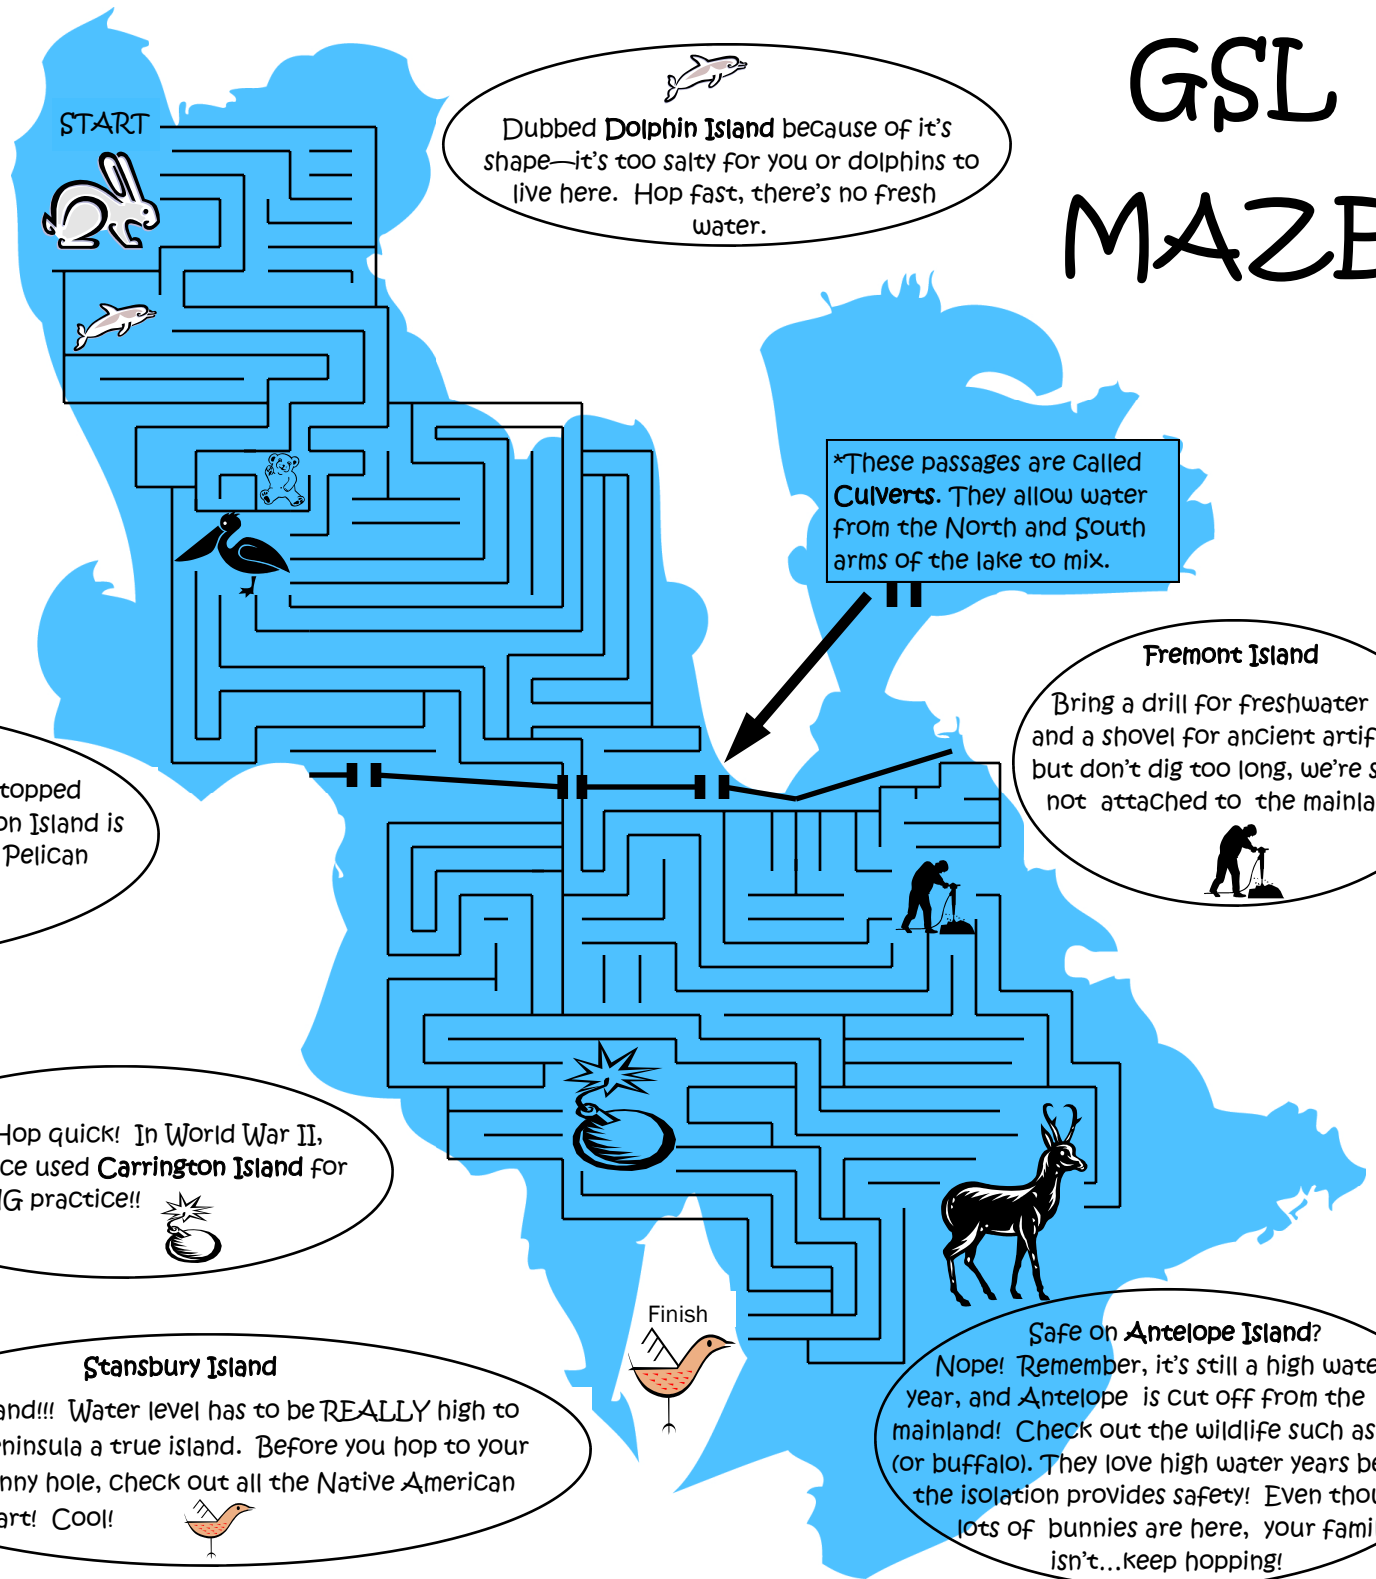 GSL
MAZE
START
Dubbed Dolphin Island because of it's
shape—it's too salty for you or dolphins to
live here. Hop fast, there's no fresh
water.
*These passages are called
Culverts. They allow water
from the North and South
arms of the lake to mix.
Fremont Island
Bring a drill for freshwater
and a shovel for ancient artif
but don't dig too long, we're s
not attached to the mainla
topped
on Island is
Pelican
Hop quick! In World War II,
ce used Carrington Island for
NG practice!!
Finish
Stansbury Island
and!!! Water level has to be REALLY high to
eninsula a true island. Before you hop to your
nny hole, check out all the Native American
art! Cool!
Safe on Antelope Island?
Nope! Remember, it's still a high wate
year, and Antelope is cut off from the
mainland! Check out the wildlife such as
(or buffalo). They love high water years be
the isolation provides safety! Even thou
lots of bunnies are here, your fami
isn't...keep hopping!